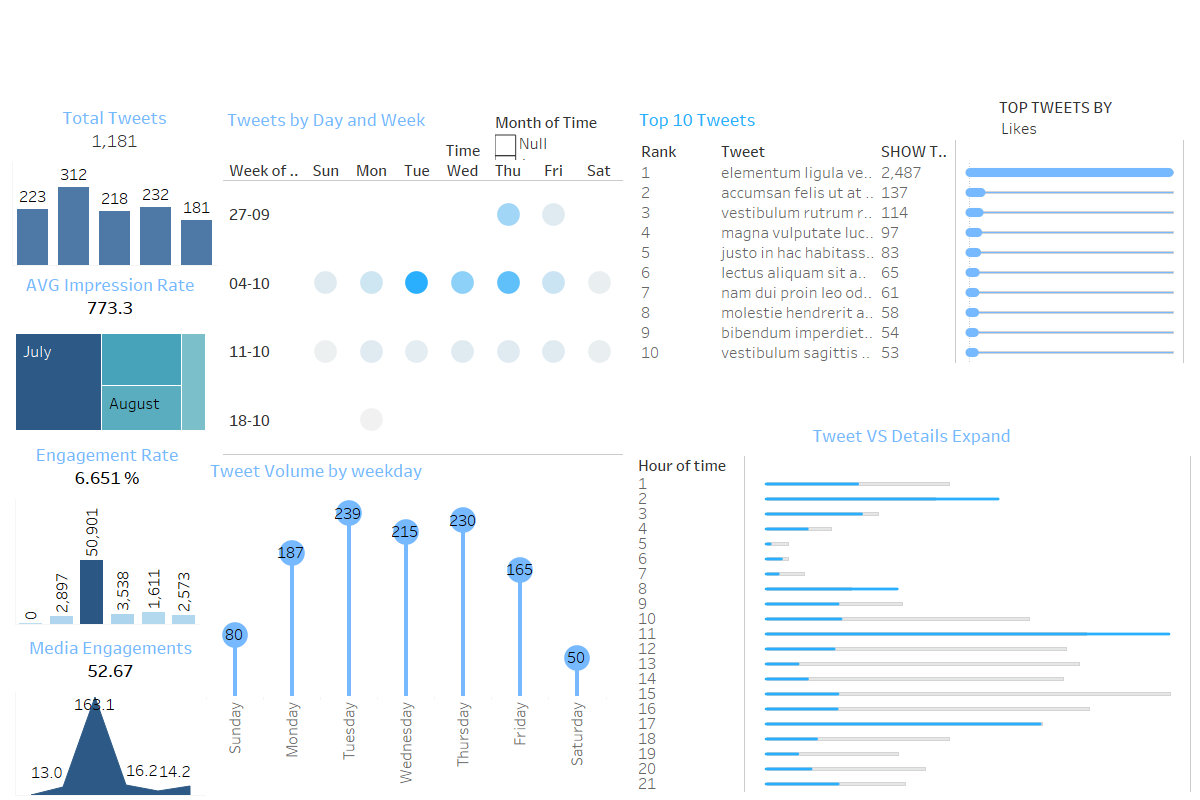 Total Tweets
1,181
223 312 218 232 181
AVG Impression Rate
773.3
July
August
Engagement Rate
6.651 %
0 2,897 50,901 3,538 1,611 2,573
Media Engagements
52.67
163.1
13.0 16.2 14.2
Tweets by Day and Week
Month of Time
Null
Time
Week of .. Sun Mon Tue Wed Thu Fri Sat
27-09
04-10
11-10
18-10
Tweet Volume by weekday
80 187 239 215 230 165 50
Sunday Monday Tuesday Wednesday Thursday Friday Saturday
Top 10 Tweets
TOP TWEETS BY
Likes
Rank Tweet SHOW T..
1 elementum ligula ve.. 2,487
2 accumsan felis ut at .. 137
3 vestibulum rutrum r.. 114
4 magna vulputate luc.. 97
5 justo in hac habitass.. 83
6 lectus aliquam sit a.. 65
7 nam dui proin leo od.. 61
8 molestie hendrerit a.. 58
9 bibendum imperdiet.. 54
10 vestibulum sagittis .. 53
Tweet VS Details Expand
Hour of time
1
2
3
4
5
6
7
8
9
10
11
12
13
14
15
16
17
18
19
20
21